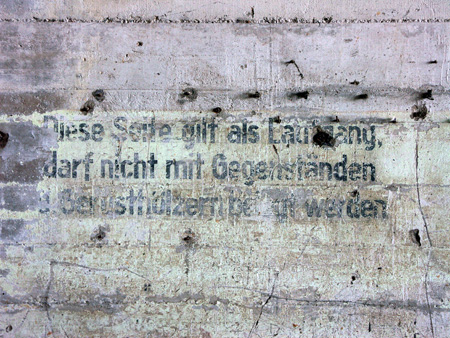 Diese Seite gilt als Laufgang,
darf nicht mit Gegenständen
u. Gerüsthölzern belegt werden